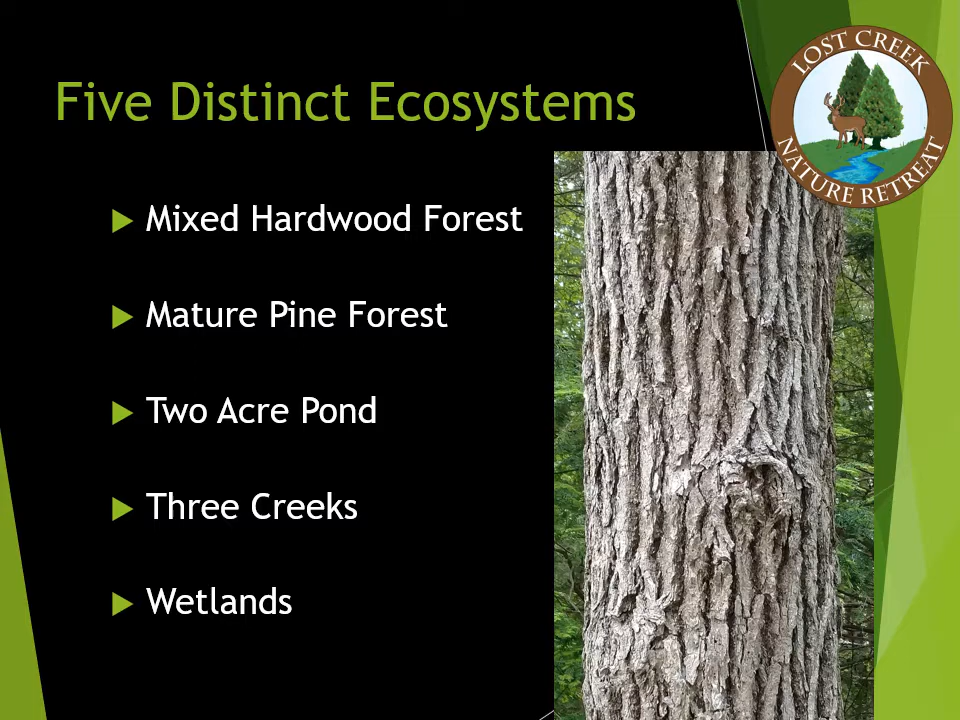 Five Distinct Ecosystems
LOST CREEK
NATURE RETREAT
Mixed Hardwood Forest
Mature Pine Forest
Two Acre Pond
Three Creeks
Wetlands